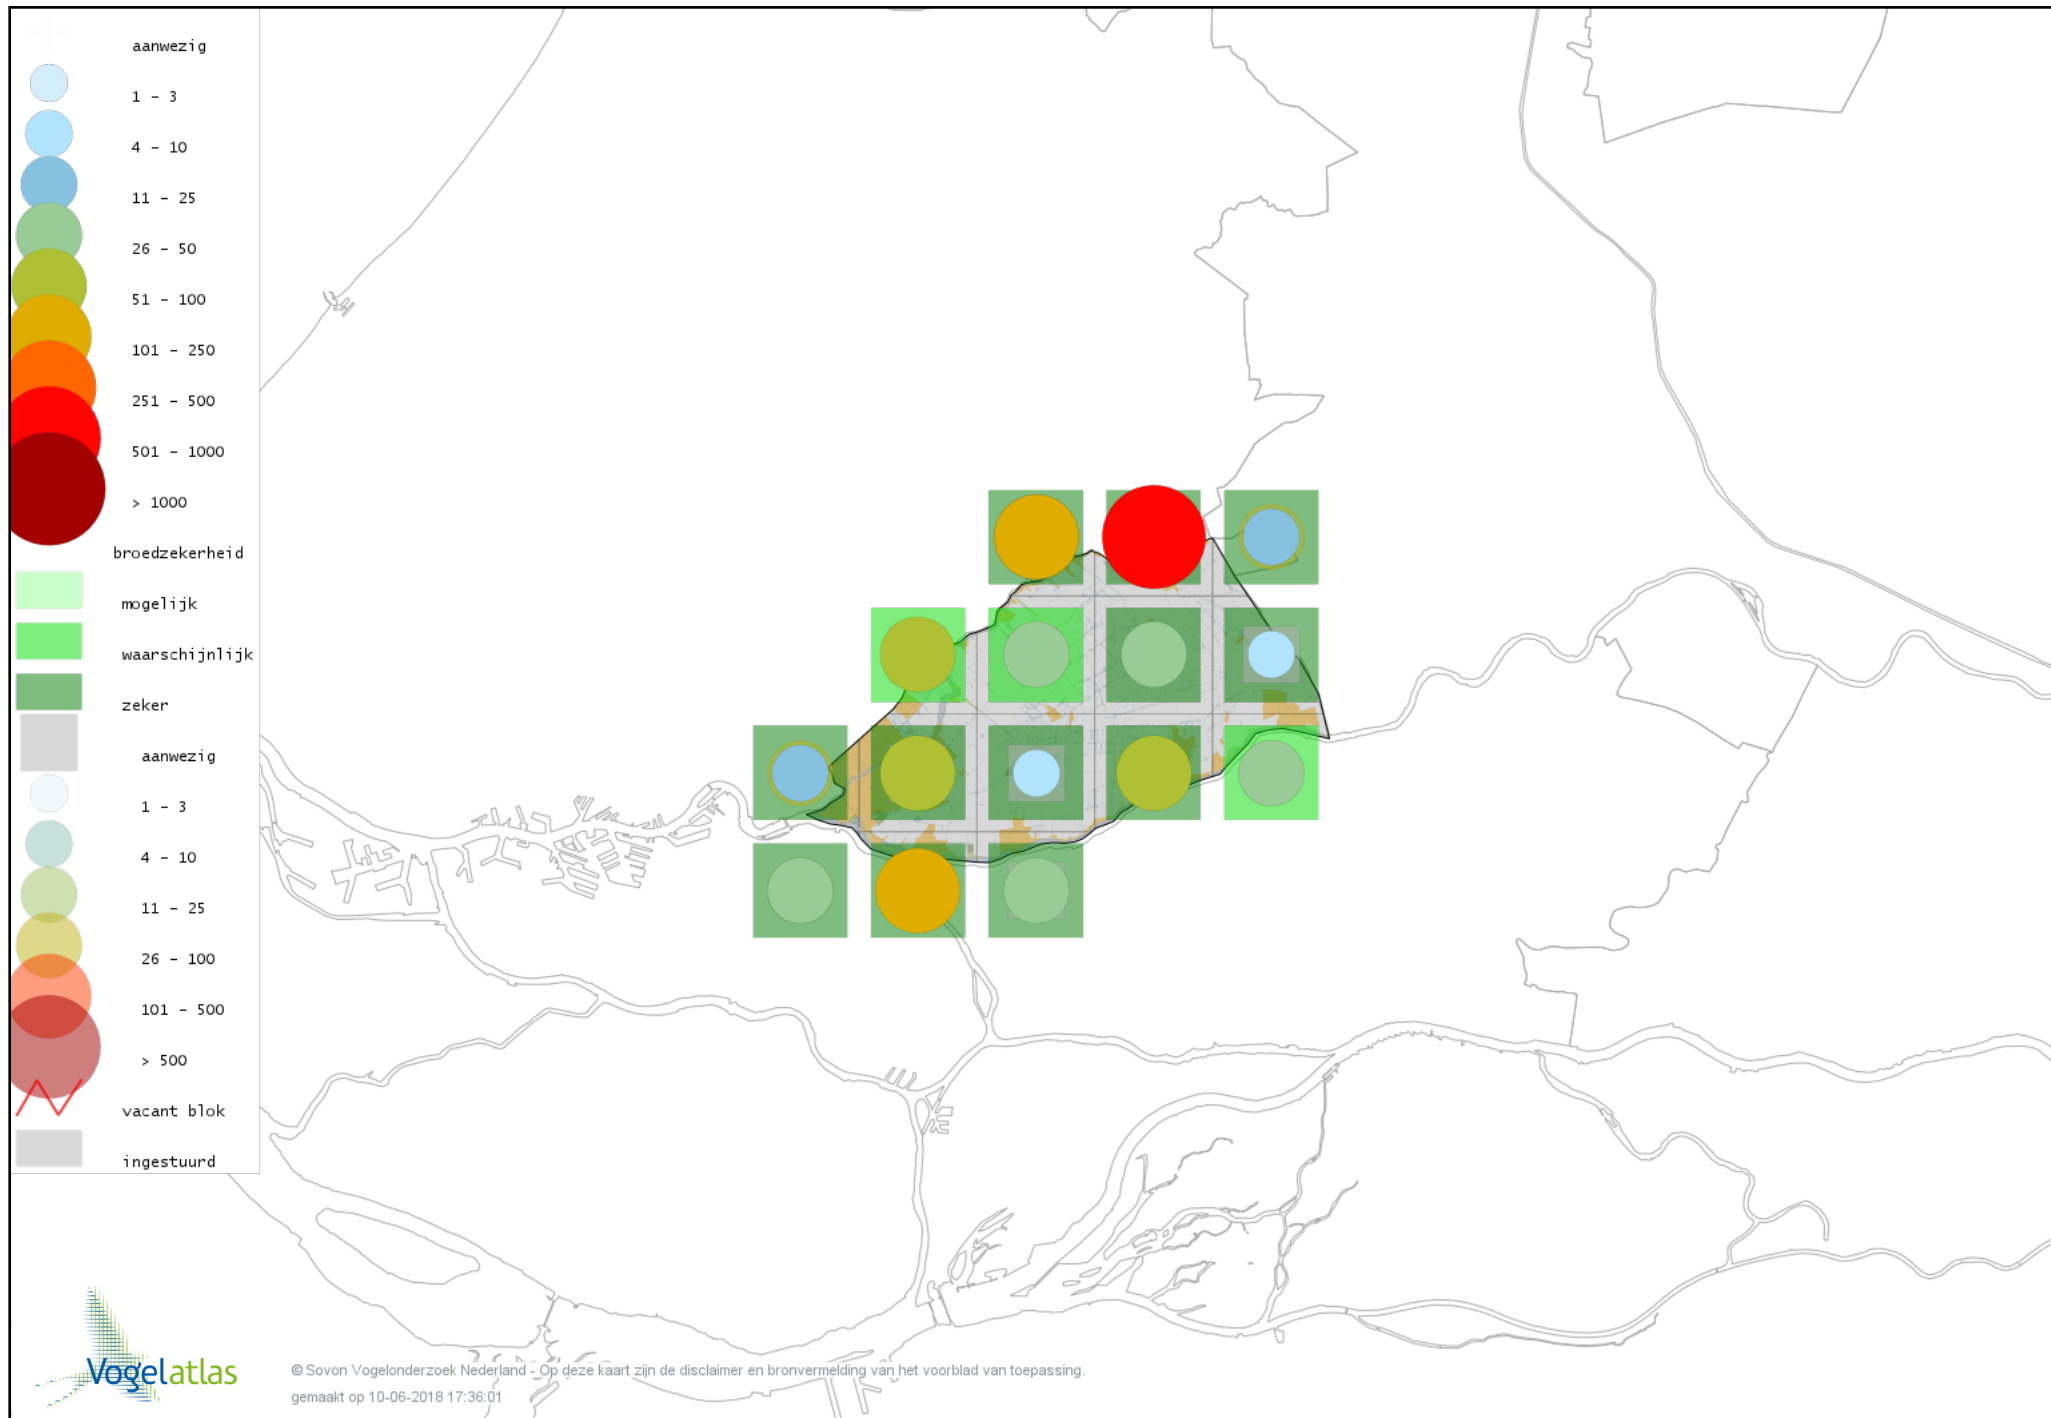 aanwezig
1 - 3
4 - 10
11 - 25
26 - 50
51 - 100
101 - 250
251 - 500
501 - 1000
> 1000
broedzekerheid
mogelijk
waarschijnlijk
zeker
aanwezig
1 - 3
4 - 10
11 - 25
26 - 100
101 - 500
> 500
vacant blok
ingestuurd
Vogelatlas
© Sovon Vogelonderzoek Nederland - Op deze kaart zijn de disclaimer en bronvermelding van het voorblad van toepassing.
gemaakt op 10-06-2018 17:36:01